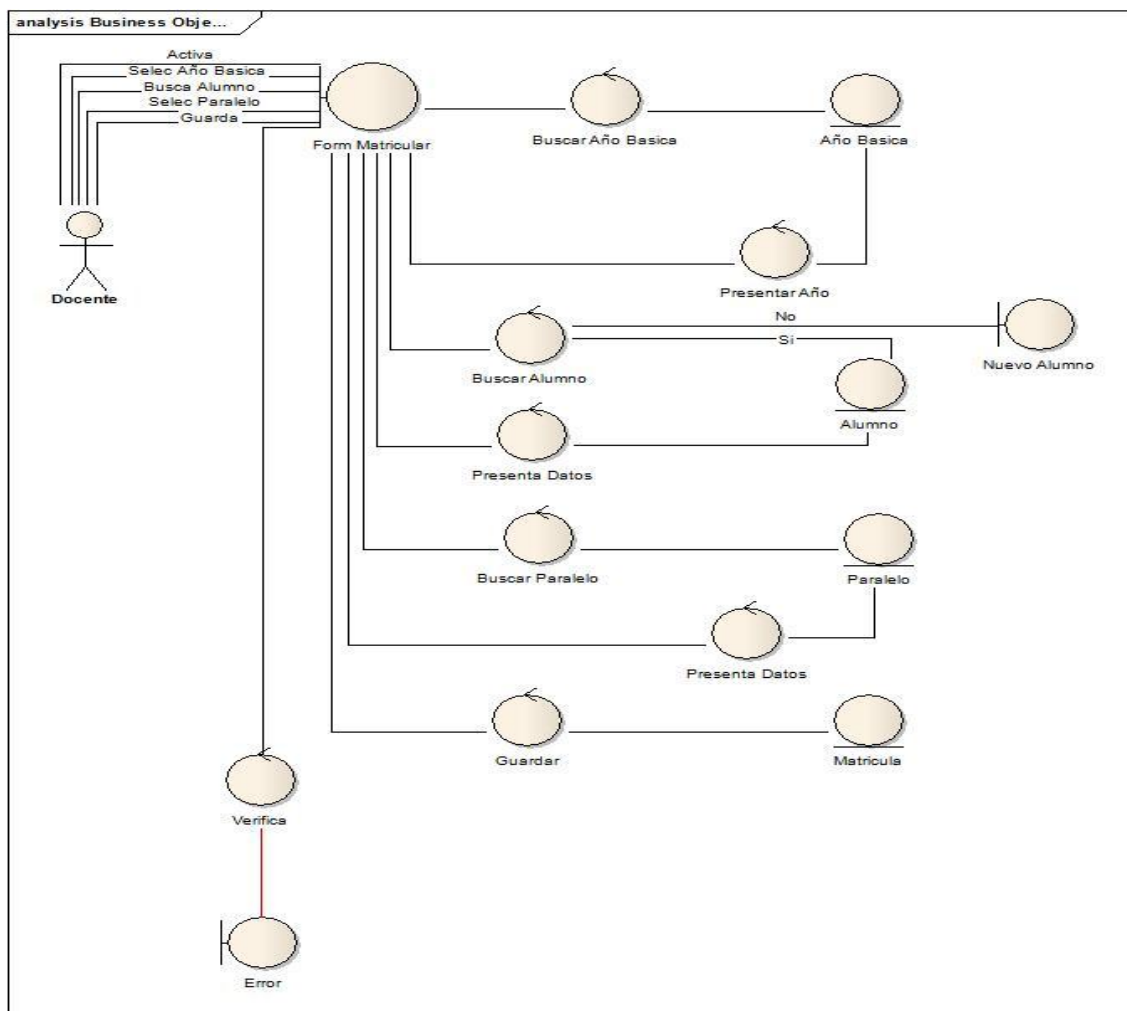 analysis Business Obje...
Activa
Selec Año Basica
Busca Alumno
Selec Paralelo
Guarda
Form Matricular
Buscar Año Basica
Año Basica
Docente
Presentar Año
No
Si
Buscar Alumno
Nuevo Alumno
Alumno
Presenta Datos
Buscar Paralelo
Paralelo
Presenta Datos
Guardar
Matricula
Verifica
Error